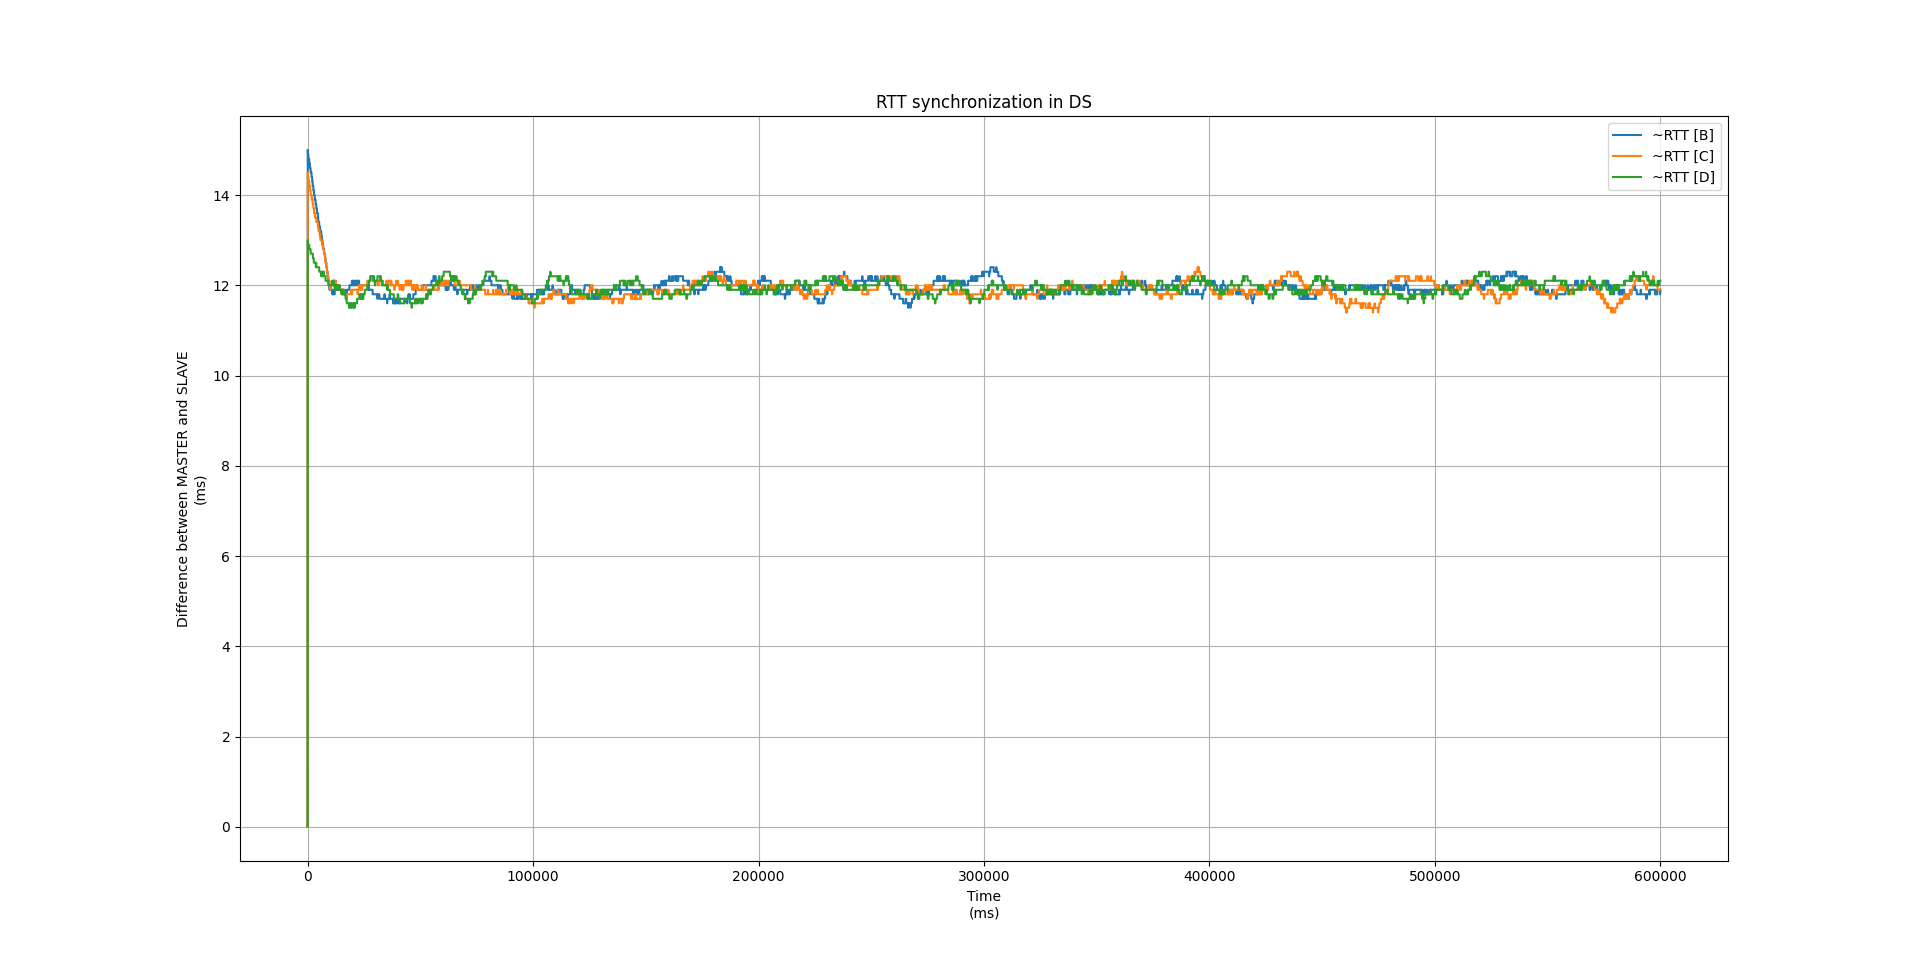 RTT synchronization in DS
~RTT [B]
~RTT [C]
~RTT [D]
Difference between MASTER and SLAVE
(ms)
14
12
10
8
6
4
2
0
0 100000 200000 300000 400000 500000 600000
Time
(ms)